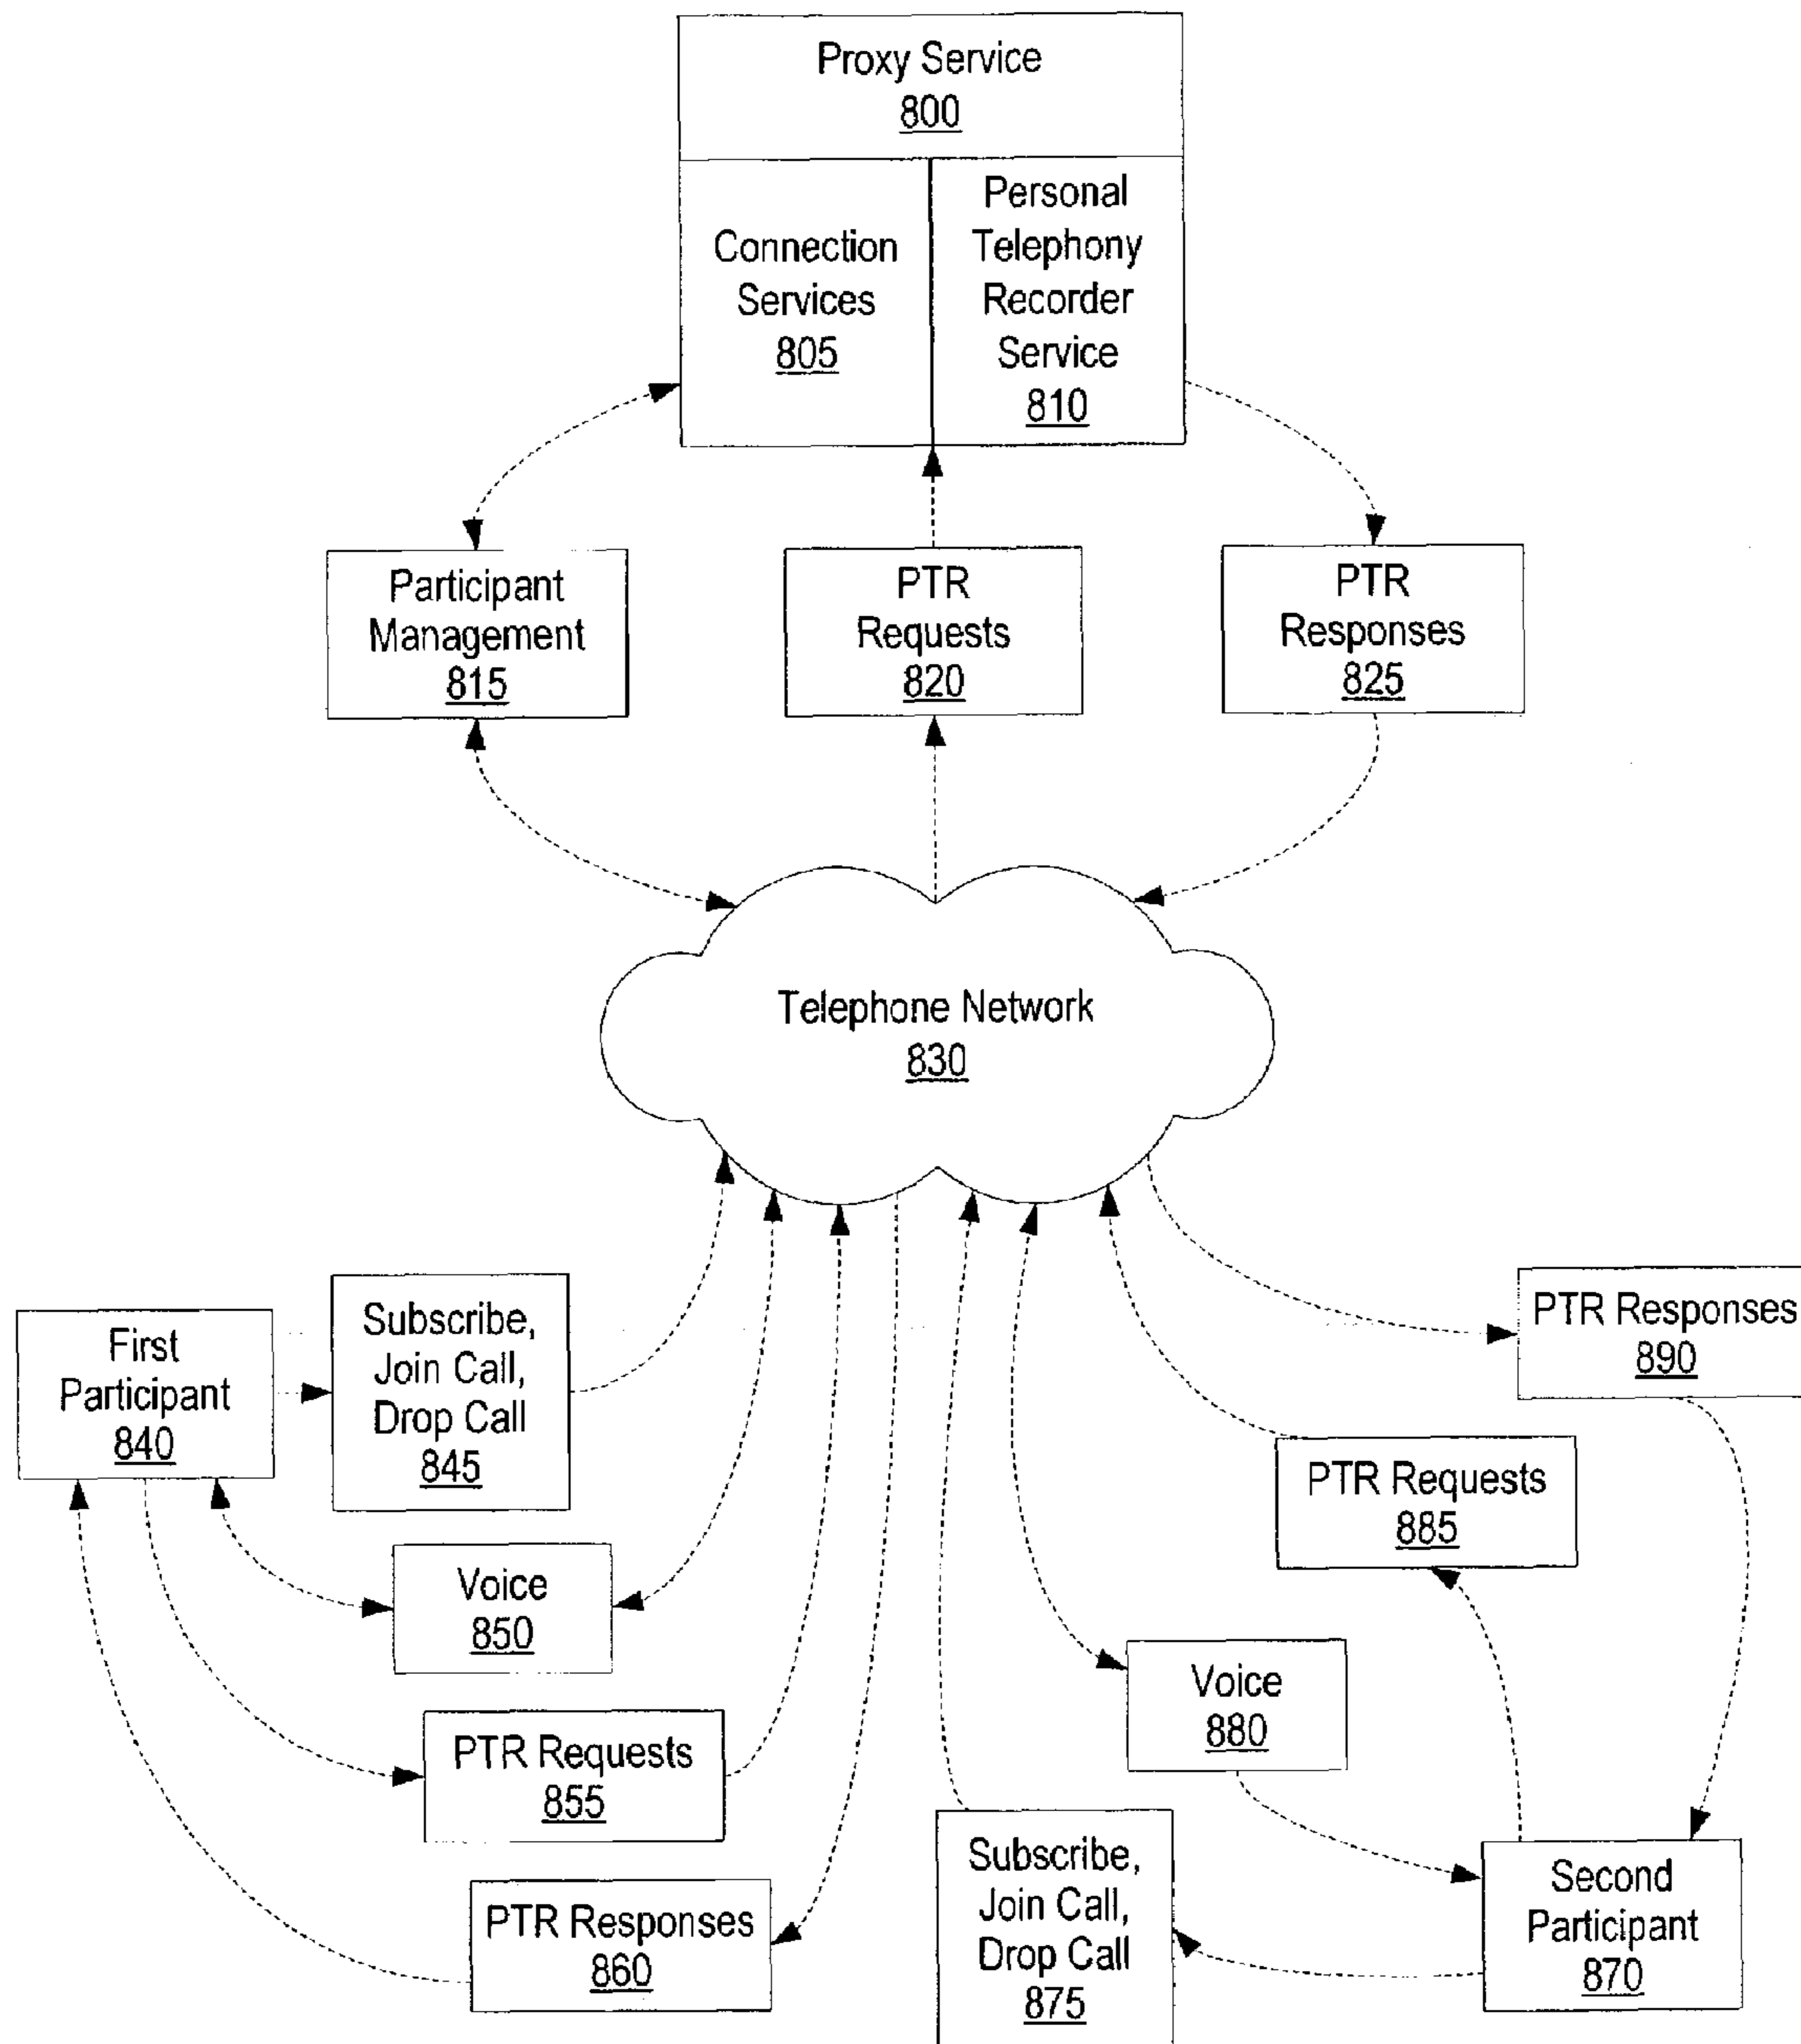 Proxy Service
800
Connection
Services
805
Personal
Telephony
Recorder
Service
810
Participant
Management
815
PTR
Requests
820
PTR
Responses
825
Telephone Network
830
First
Participant
840
Subscribe,
Join Call,
Drop Call
845
Voice
850
PTR Requests
855
PTR Responses
860
PTR Responses
890
PTR Requests
885
Voice
880
Subscribe,
Join Call,
Drop Call
875
Second
Participant
870